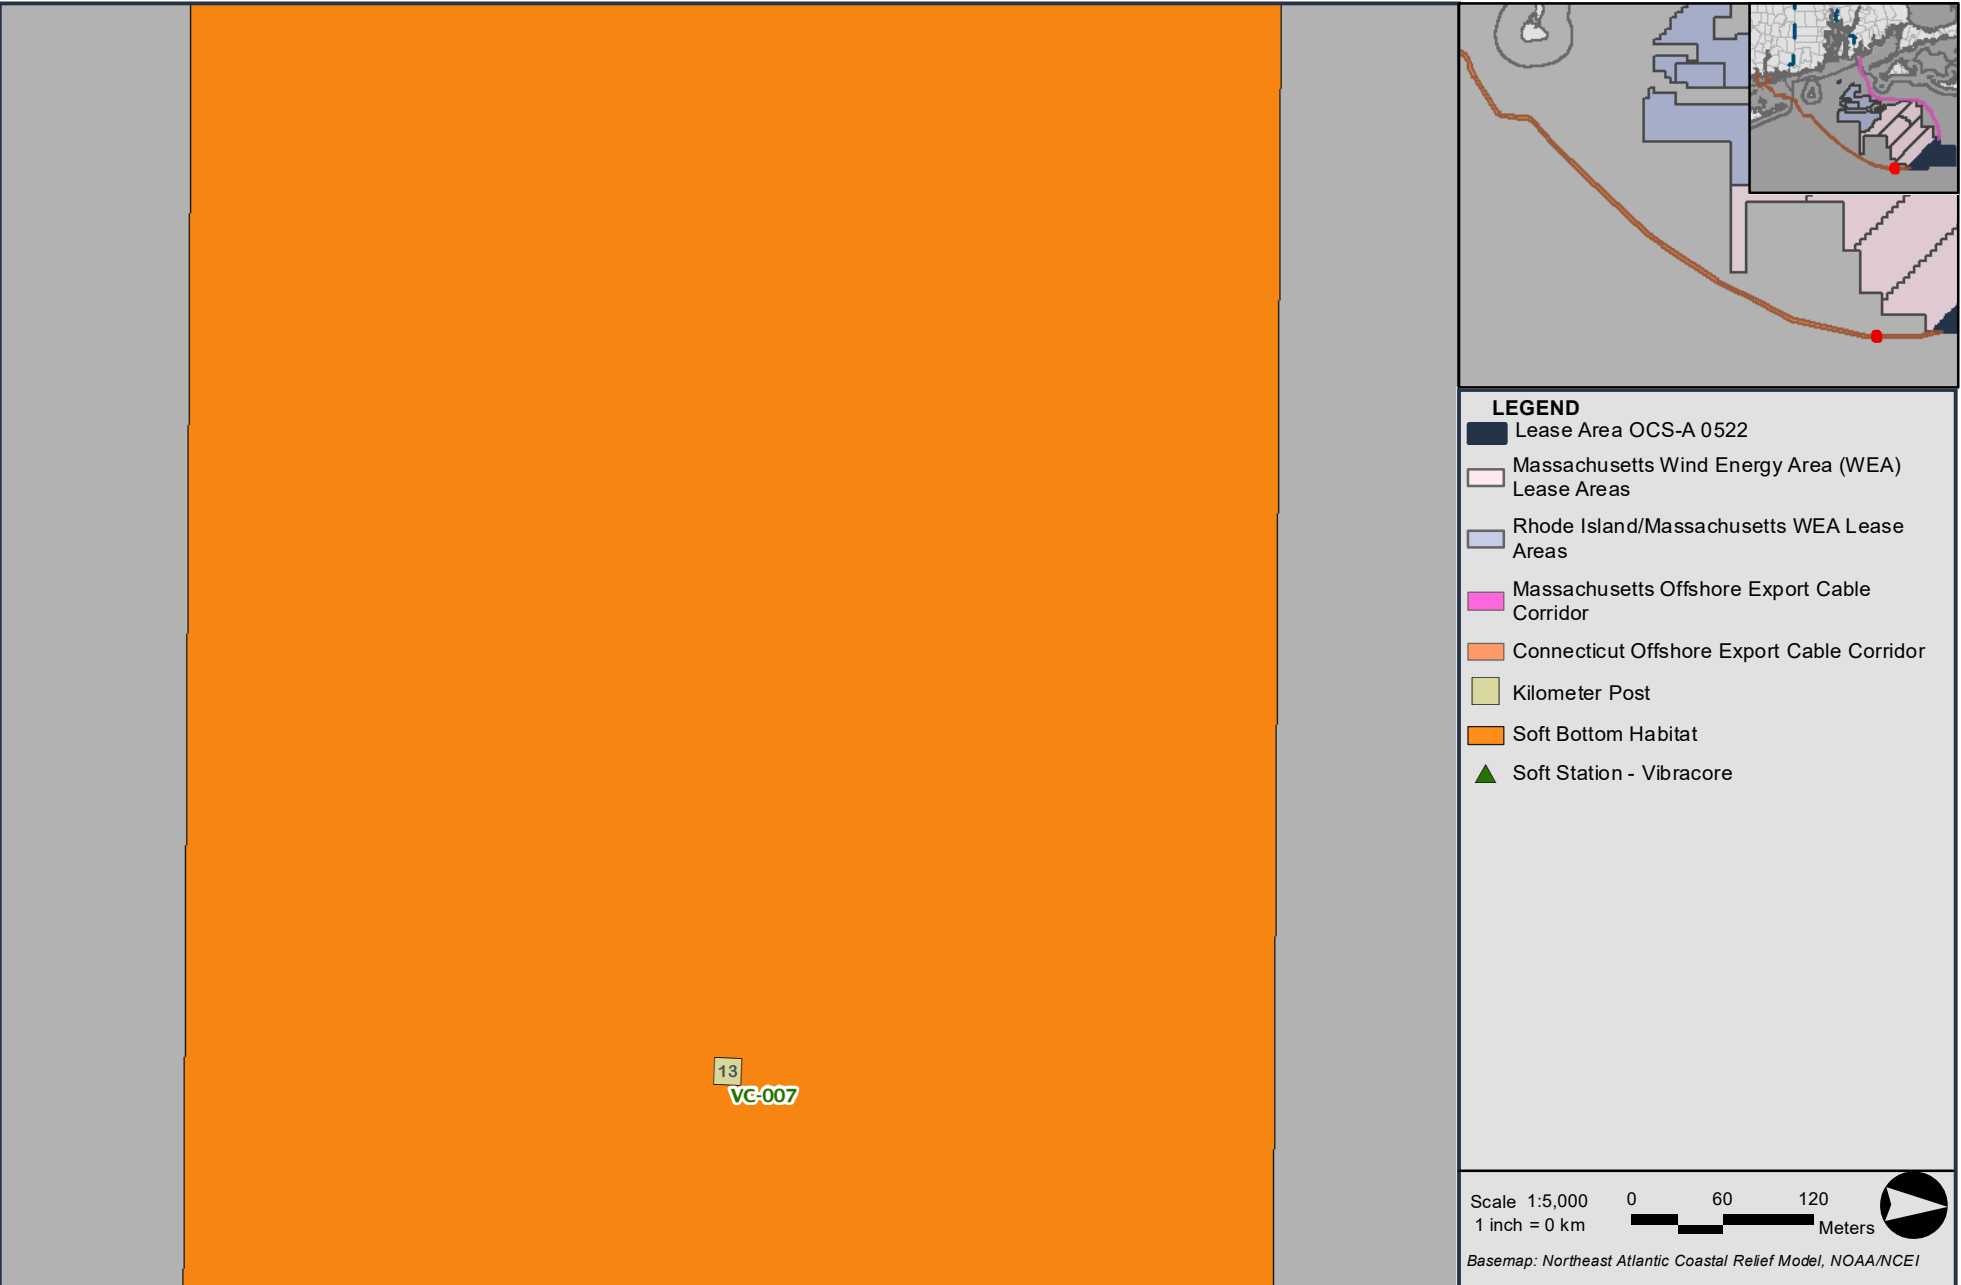 13
VC-007
LEGEND
Lease Area OCS-A 0522
Massachusetts Wind Energy Area (WEA)
Lease Areas
Rhode Island/Massachusetts WEA Lease
Areas
Massachusetts Offshore Export Cable
Corridor
Connecticut Offshore Export Cable Corridor
Kilometer Post
Soft Bottom Habitat
Soft Station - Vibracore
Scale 1:5,000
1 inch = 0 km
0 60 120
Meters
Basemap: Northeast Atlantic Coastal Relief Model, NOAA/NCEI